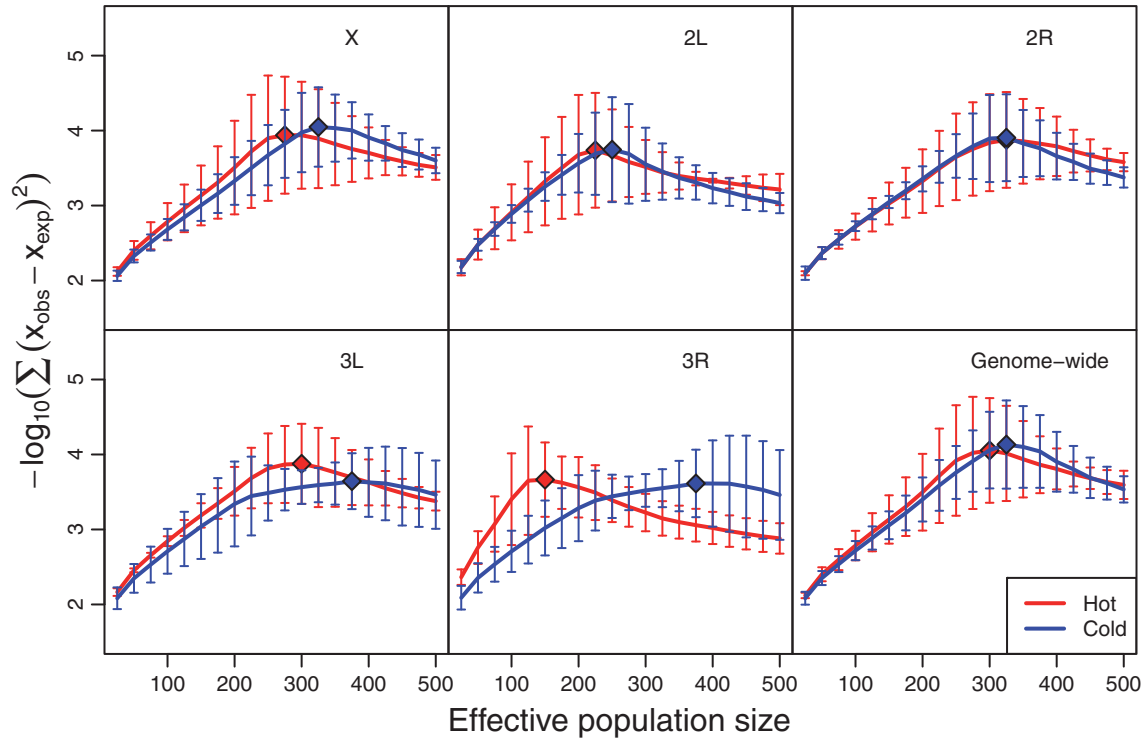 X
2L
2R
5
4
3
2
3L
3R
Genome−wide
5
4
3
2
−log10(∑(xobs − xexp)2)
Hot
Cold
100 200 300 400 500
100 200 300 400 500
100 200 300 400 500
Effective population size